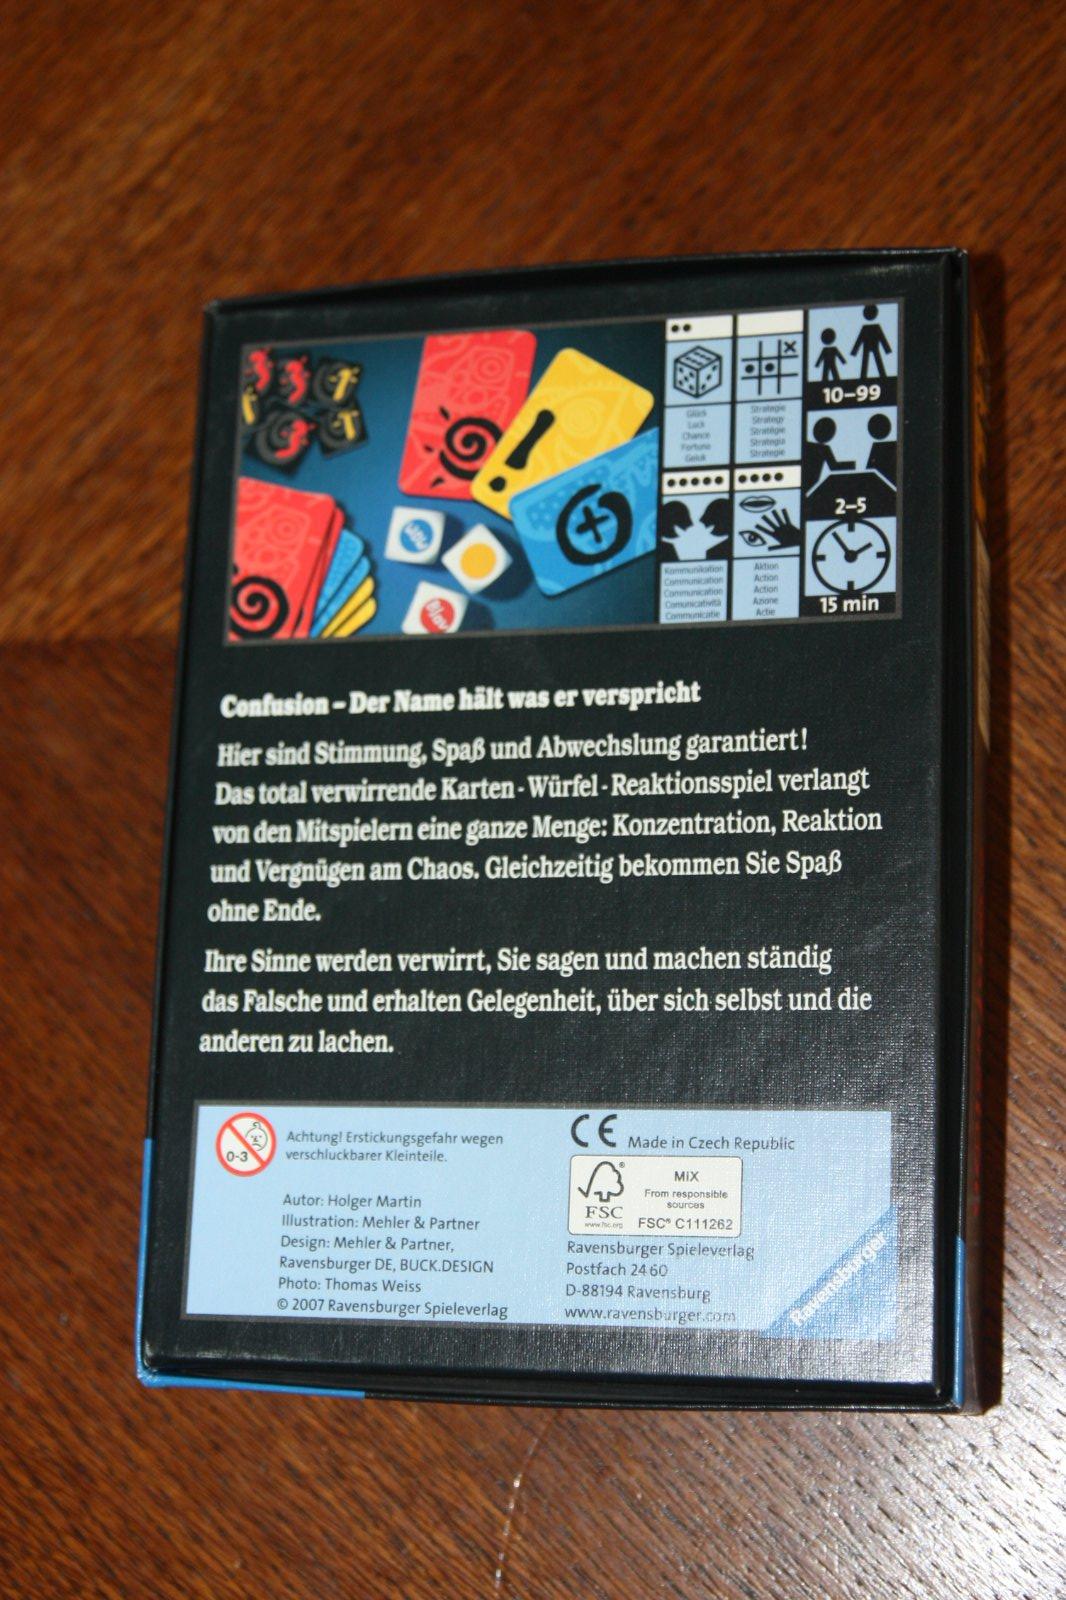 Glück
Luck
Chance
Fortuna
Geluk
Strategie
Strategy
Stratégie
Strategia
Strategie
10–99
2–5
Kommunikation
Communication
Communication
Comunicatività
Communicatie
Aktion
Action
Action
Azione
Actie
15 min
Blau
Confusion – Der Name hält was er verspricht
Hier sind Stimmung, Spaß und Abwechslung garantiert!
Das total verwirrende Karten - Würfel - Reaktionsspiel verlangt
von den Mitspielern eine ganze Menge: Konzentration, Reaktion
und Vergnügen am Chaos. Gleichzeitig bekommen Sie Spaß
ohne Ende.
Ihre Sinne werden verwirrt, Sie sagen und machen ständig
das Falsche und erhalten Gelegenheit, über sich selbst und die
anderen zu lachen.
0-3
Achtung! Erstickungsgefahr wegen
verschluckbarer Kleinteile.
Autor: Holger Martin
Illustration: Mehler & Partner
Design: Mehler & Partner,
Ravensburger DE, BUCK.DESIGN
Photo: Thomas Weiss
© 2007 Ravensburger Spieleverlag
CE Made in Czech Republic
FSC
www.fsc.org
MIX
From responsible
sources
FSC® C111262
Ravensburger Spieleverlag
Postfach 24 60
D-88194 Ravensburg
www.ravensburger.com
Ravensburger